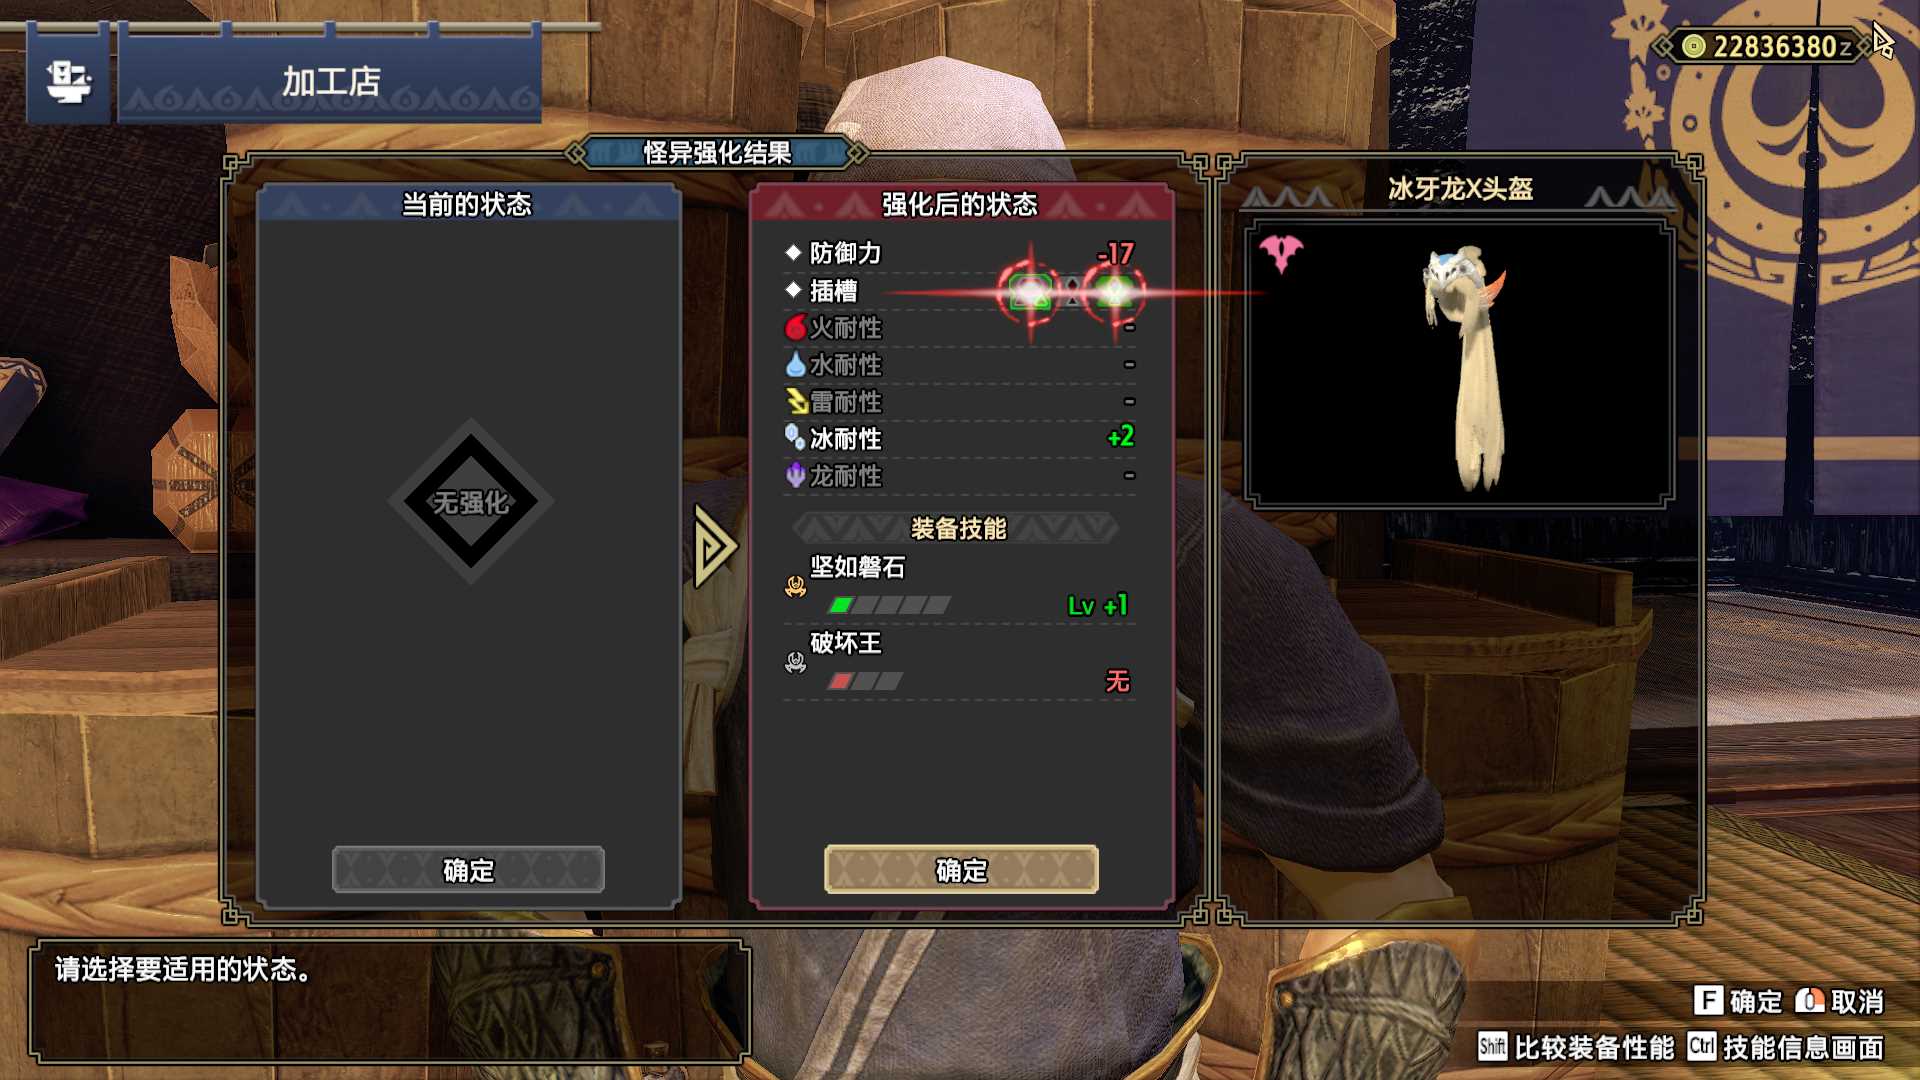 加工店
22836380z
怪异强化结果
当前的状态
无强化
确定
强化后的状态
防御力 -17
插槽
火耐性 -
水耐性 -
雷耐性 -
冰耐性 +2
龙耐性 -
装备技能
坚如磐石
Lv +1
破坏王
无
确定
冰牙龙X头盔
请选择要适用的状态。
F 确定 取消
Shift 比较装备性能 Ctrl 技能信息画面